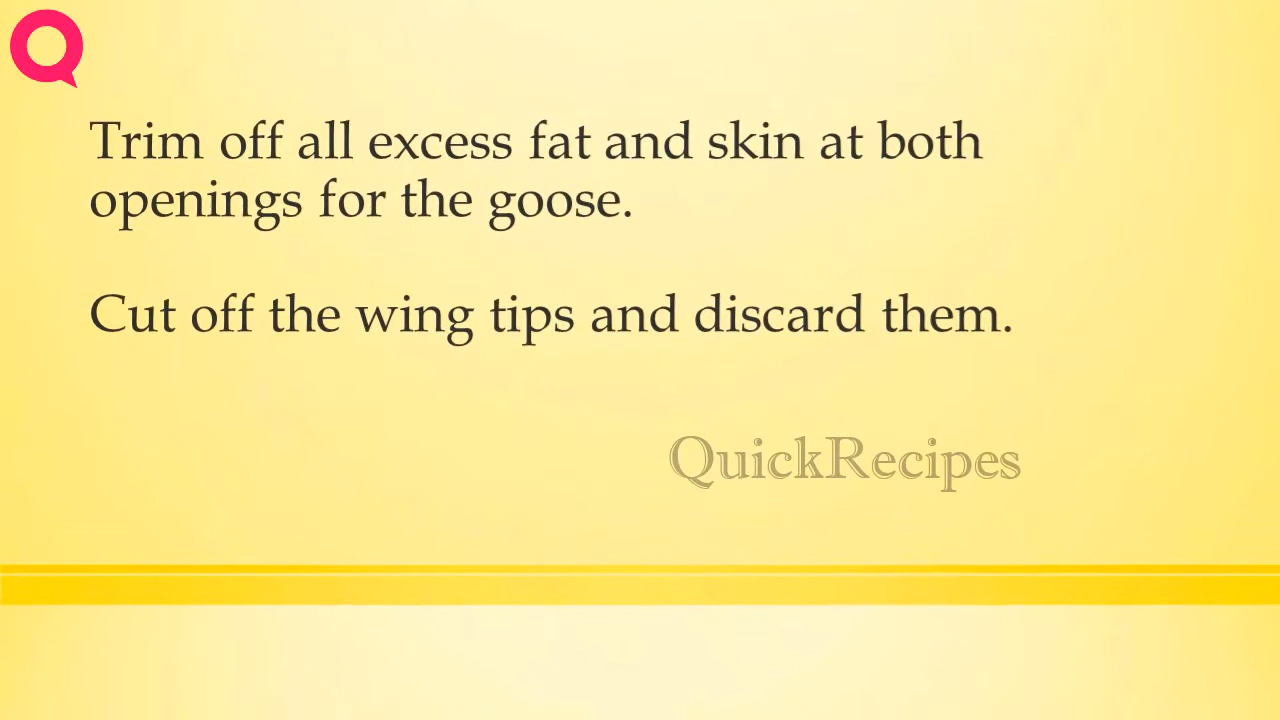 Trim off all excess fat and skin at both
openings for the goose.
Cut off the wing tips and discard them.
QuickRecipes